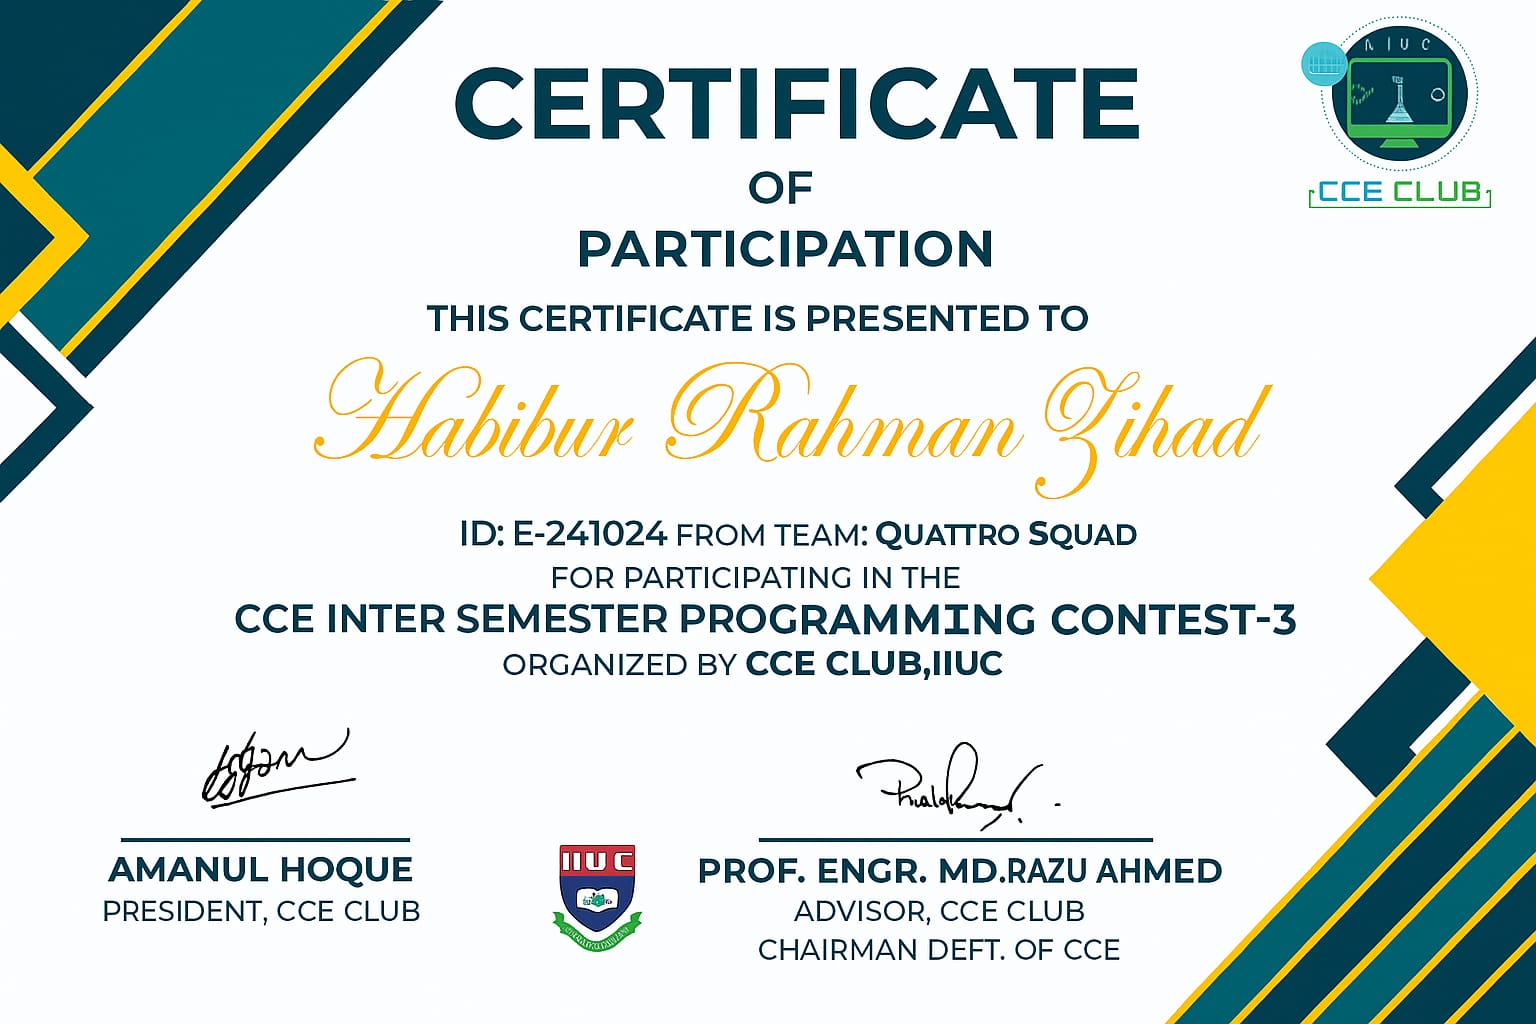 IIUC
CCE CLUB
CERTIFICATE
OF
PARTICIPATION
THIS CERTIFICATE IS PRESENTED TO
Habibur Rahman Zihad
ID: E-241024 FROM TEAM: QUATTRO SQUAD
FOR PARTICIPATING IN THE
CCE INTER SEMESTER PROGRAMMING CONTEST-3
ORGANIZED BY CCE CLUB,IIUC
AMANUL HOQUE
PRESIDENT, CCE CLUB
IIUC
PROF. ENGR. MD.RAZU AHMED
ADVISOR, CCE CLUB
CHAIRMAN DEFT. OF CCE